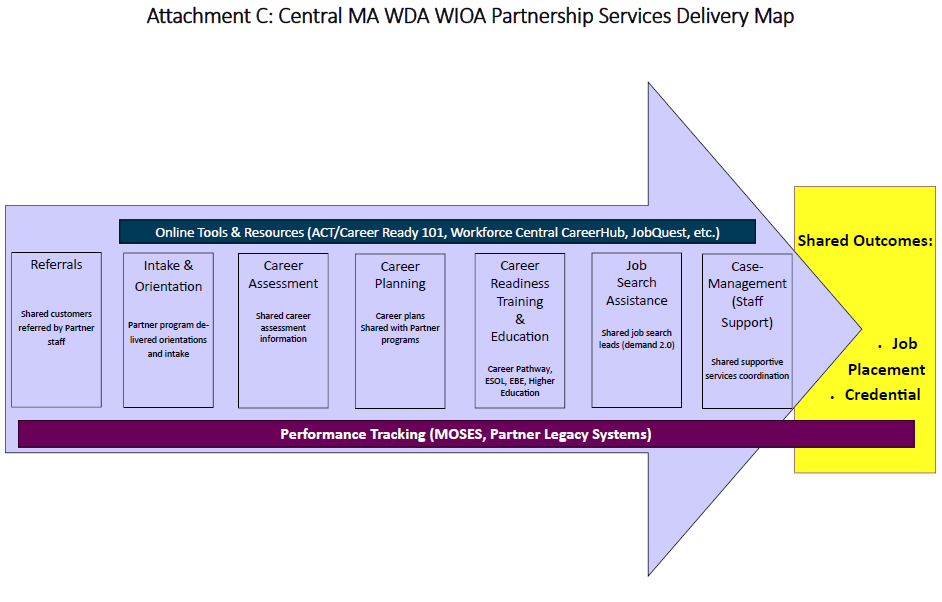 Attachment C: Central MA WDA WIOA Partnership Services Delivery Map
Online Tools & Resources (ACT/Career Ready 101, Workforce Central CareerHub, JobQuest, etc.)
Referrals
Shared customers
referred by Partner
staff
Intake &
Orientation
Partner program de-
livered orientations
and intake
Career
Assessment
Shared career
assessment
information
Career
Planning
Career plans
Shared with Partner
programs
Career
Readiness
Training
&
Education
Career Pathway,
ESOL, EBE, Higher
Education
Job
Search
Assistance
Shared job search
leads (demand 2.0)
Case-
Management
(Staff
Support)
Shared supportive
services coordination
Shared Outcomes:
. Job
Placement
. Credential
Performance Tracking (MOSES, Partner Legacy Systems)